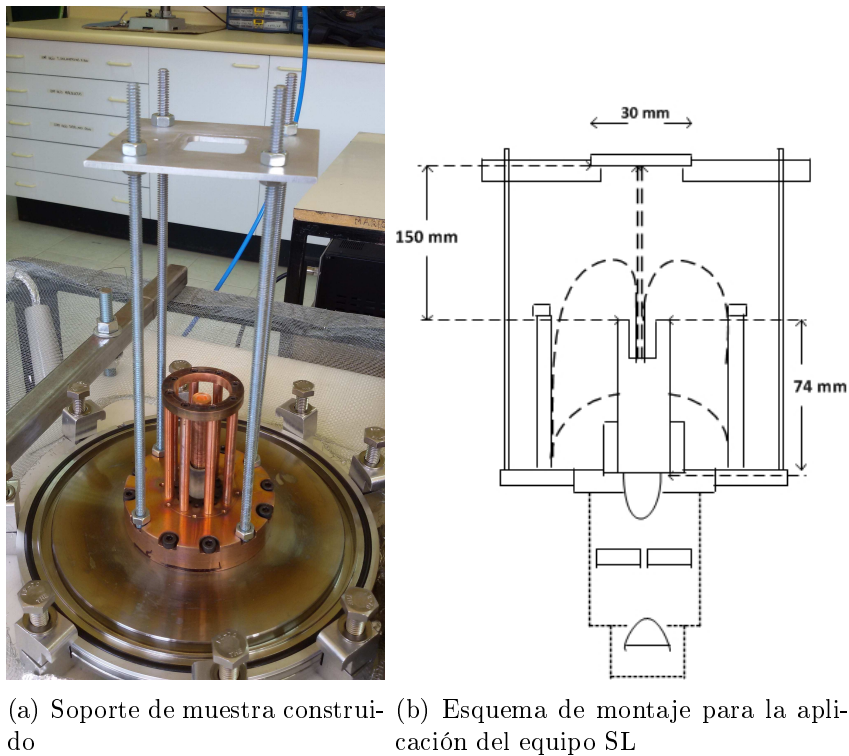 30 mm
150 mm
74 mm
(a) Soporte de muestra construi-
do
(b) Esquema de montaje para la apli-
cación del equipo SL